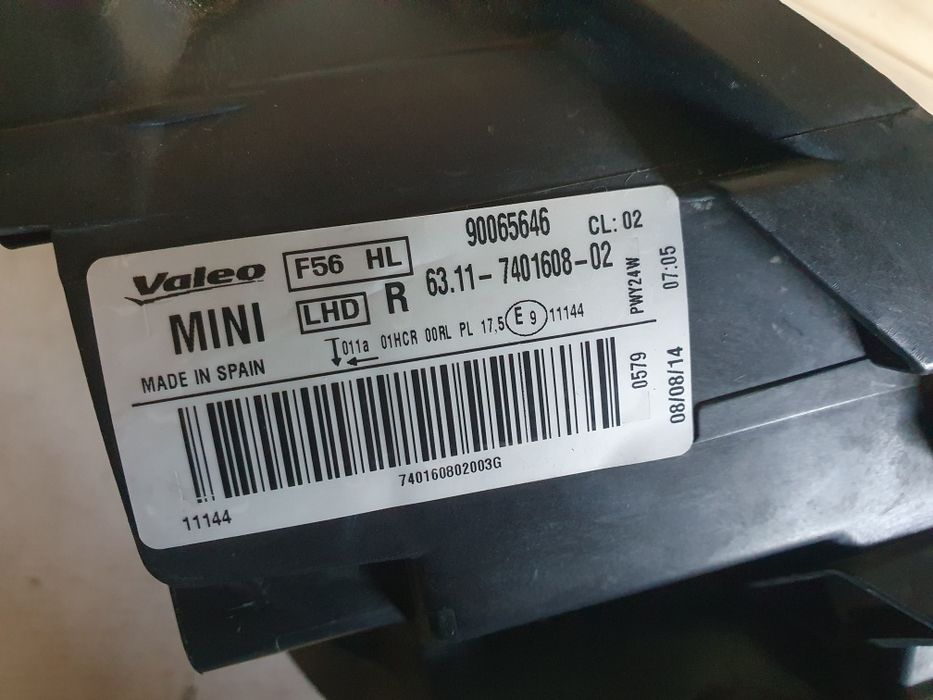 Valeo F56 HL 90065646 CL: 02
MINI LHD R 63.11-7401608-02
MADE IN SPAIN 011a 01HCR 00RL PL 17,5 E 9 11144
PWY24W
07:05
0579
08/08/14
740160802003G
11144